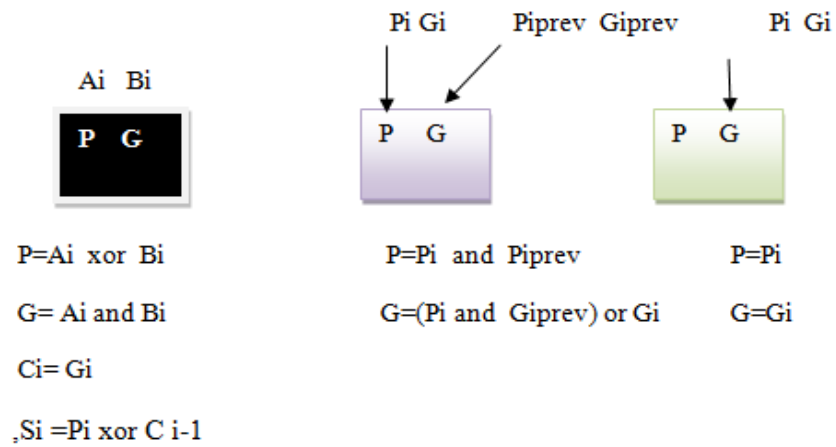 Pi Gi Piprev Giprev Pi Gi
Ai Bi
P G
P G
P G
P=Ai xor Bi P=Pi and Piprev P=Pi
G= Ai and Bi G=(Pi and Giprev) or Gi G=Gi
Ci= Gi
,Si =Pi xor C i-1